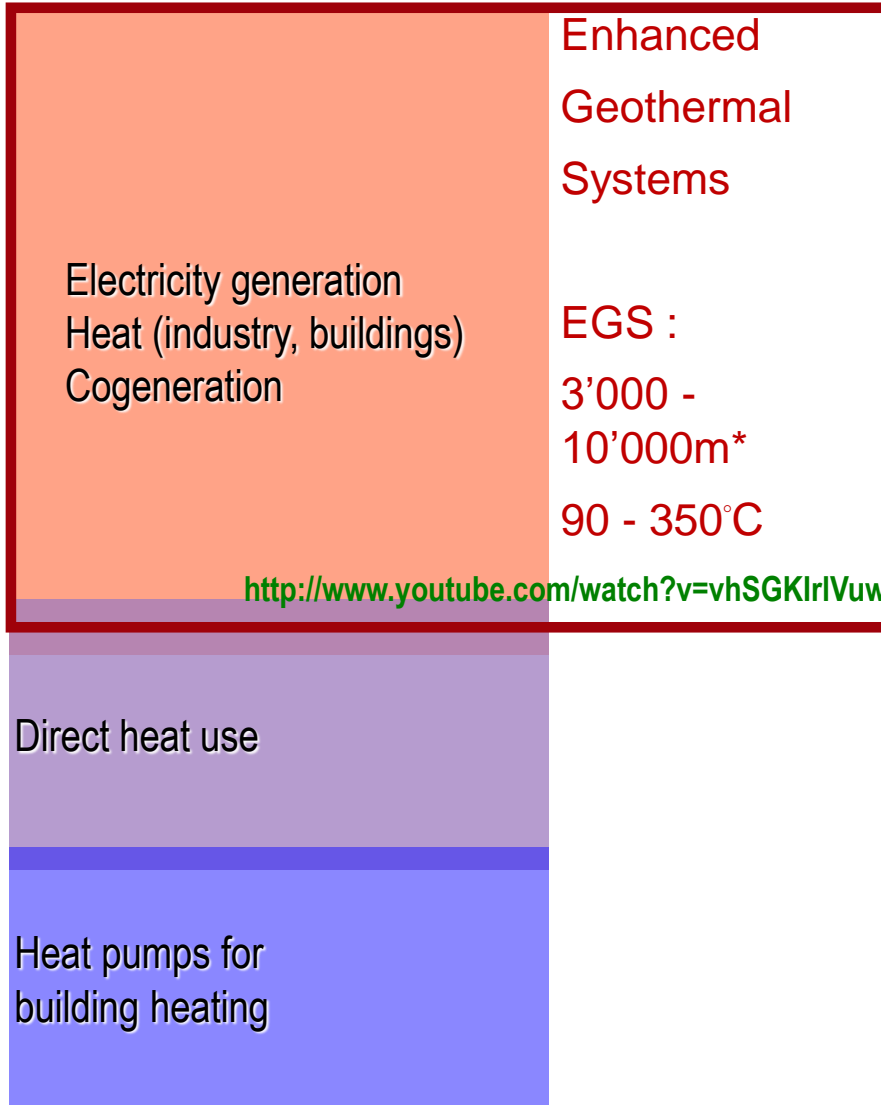 Enhanced
Geothermal
Systems
Electricity generation
Heat (industry, buildings)
Cogeneration
EGS :
3’000 -
10’000m*
90 - 350°C
http://www.youtube.com/watch?v=vhSGKIrlVuw
Direct heat use
Heat pumps for
building heating